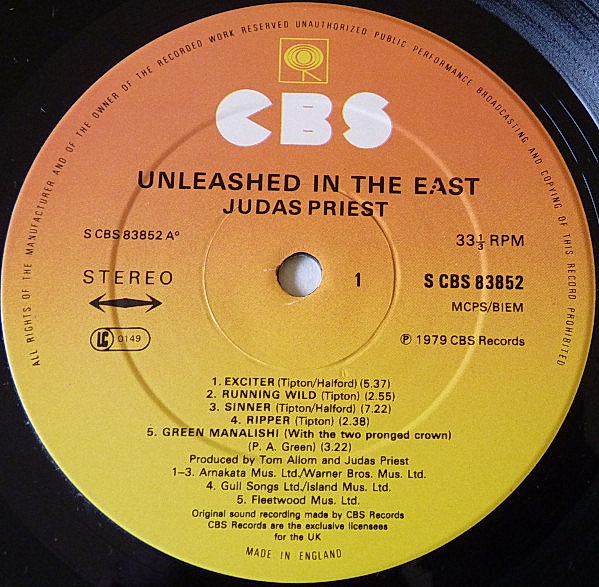 ALL RIGHTS OF THE MANUFACTURER AND OF THE OWNER OF THE RECORDED WORK RESERVED UNAUTHORIZED PUBLIC PERFORMANCE BROADCASTING AND COPYING OF THIS RECORD PROHIBITED
CBS
UNLEASHED IN THE EAST
JUDAS PRIEST
S CBS 83852 Aº
33⅓ RPM
STEREO
1
S CBS 83852
MCPS/BIEM
LC 0149
℗ 1979 CBS Records
1. EXCITER (Tipton/Halford) (5.37)
2. RUNNING WILD (Tipton) (2.55)
3. SINNER (Tipton/Halford) (7.22)
4. RIPPER (Tipton) (2.38)
5. GREEN MANALISHI (With the two pronged crown)
(P. A. Green) (3.22)
Produced by Tom Allom and Judas Priest
1–3. Arnakata Mus. Ltd./Warner Bros. Mus. Ltd.
4. Gull Songs Ltd./Island Mus. Ltd.
5. Fleetwood Mus. Ltd.
Original sound recording made by CBS Records
CBS Records are the exclusive licensees
for the UK
MADE IN ENGLAND